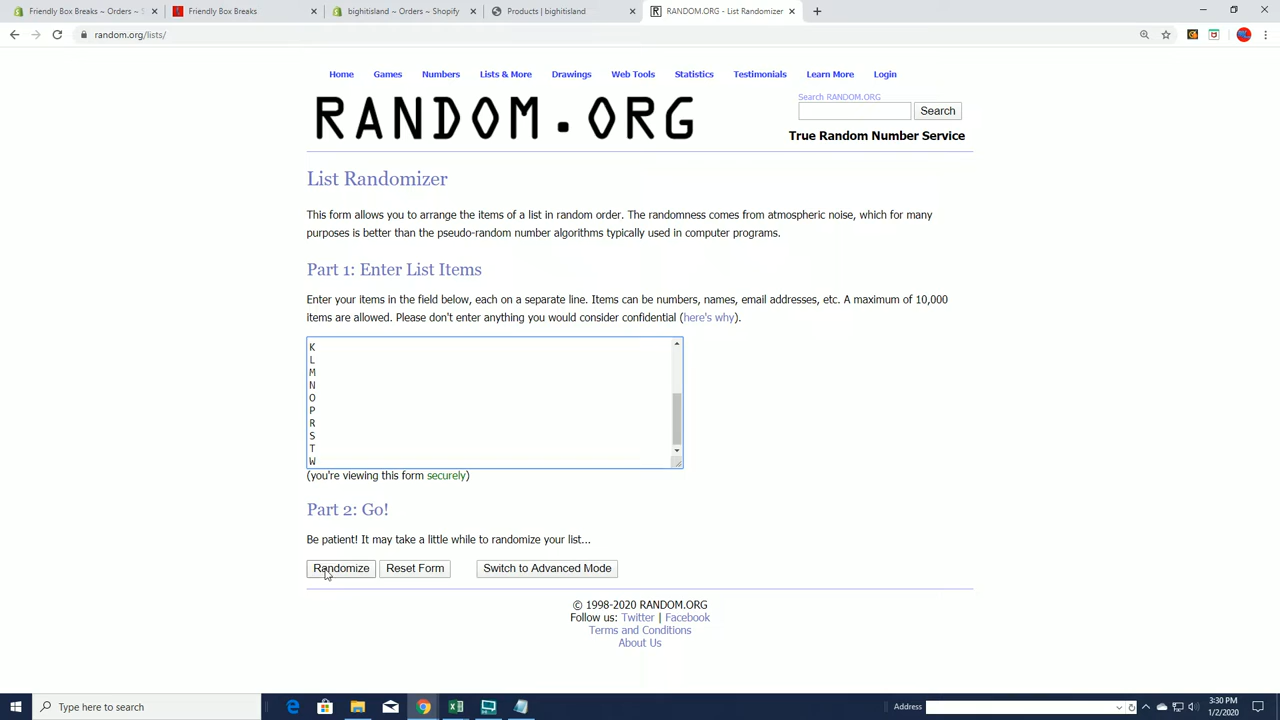 Friendly Box Breaks ~ Orders ~ S
Friendly Box Breaks
Products | bighitisland
RANDOM.ORG - List Randomizer
random.org/lists/
Home Games Numbers Lists & More Drawings Web Tools Statistics Testimonials Learn More Login
RANDOM.ORG
Search RANDOM.ORG
Search
True Random Number Service
List Randomizer
This form allows you to arrange the items of a list in random order. The randomness comes from atmospheric noise, which for many
purposes is better than the pseudo-random number algorithms typically used in computer programs.
Part 1: Enter List Items
Enter your items in the field below, each on a separate line. Items can be numbers, names, email addresses, etc. A maximum of 10,000
items are allowed. Please don't enter anything you would consider confidential (here's why).
K
L
M
N
O
P
R
S
T
W
(you're viewing this form securely)
Part 2: Go!
Be patient! It may take a little while to randomize your list...
Randomize Reset Form Switch to Advanced Mode
© 1998-2020 RANDOM.ORG
Follow us: Twitter | Facebook
Terms and Conditions
About Us
Type here to search
Address
3:30 PM
1/2/2020